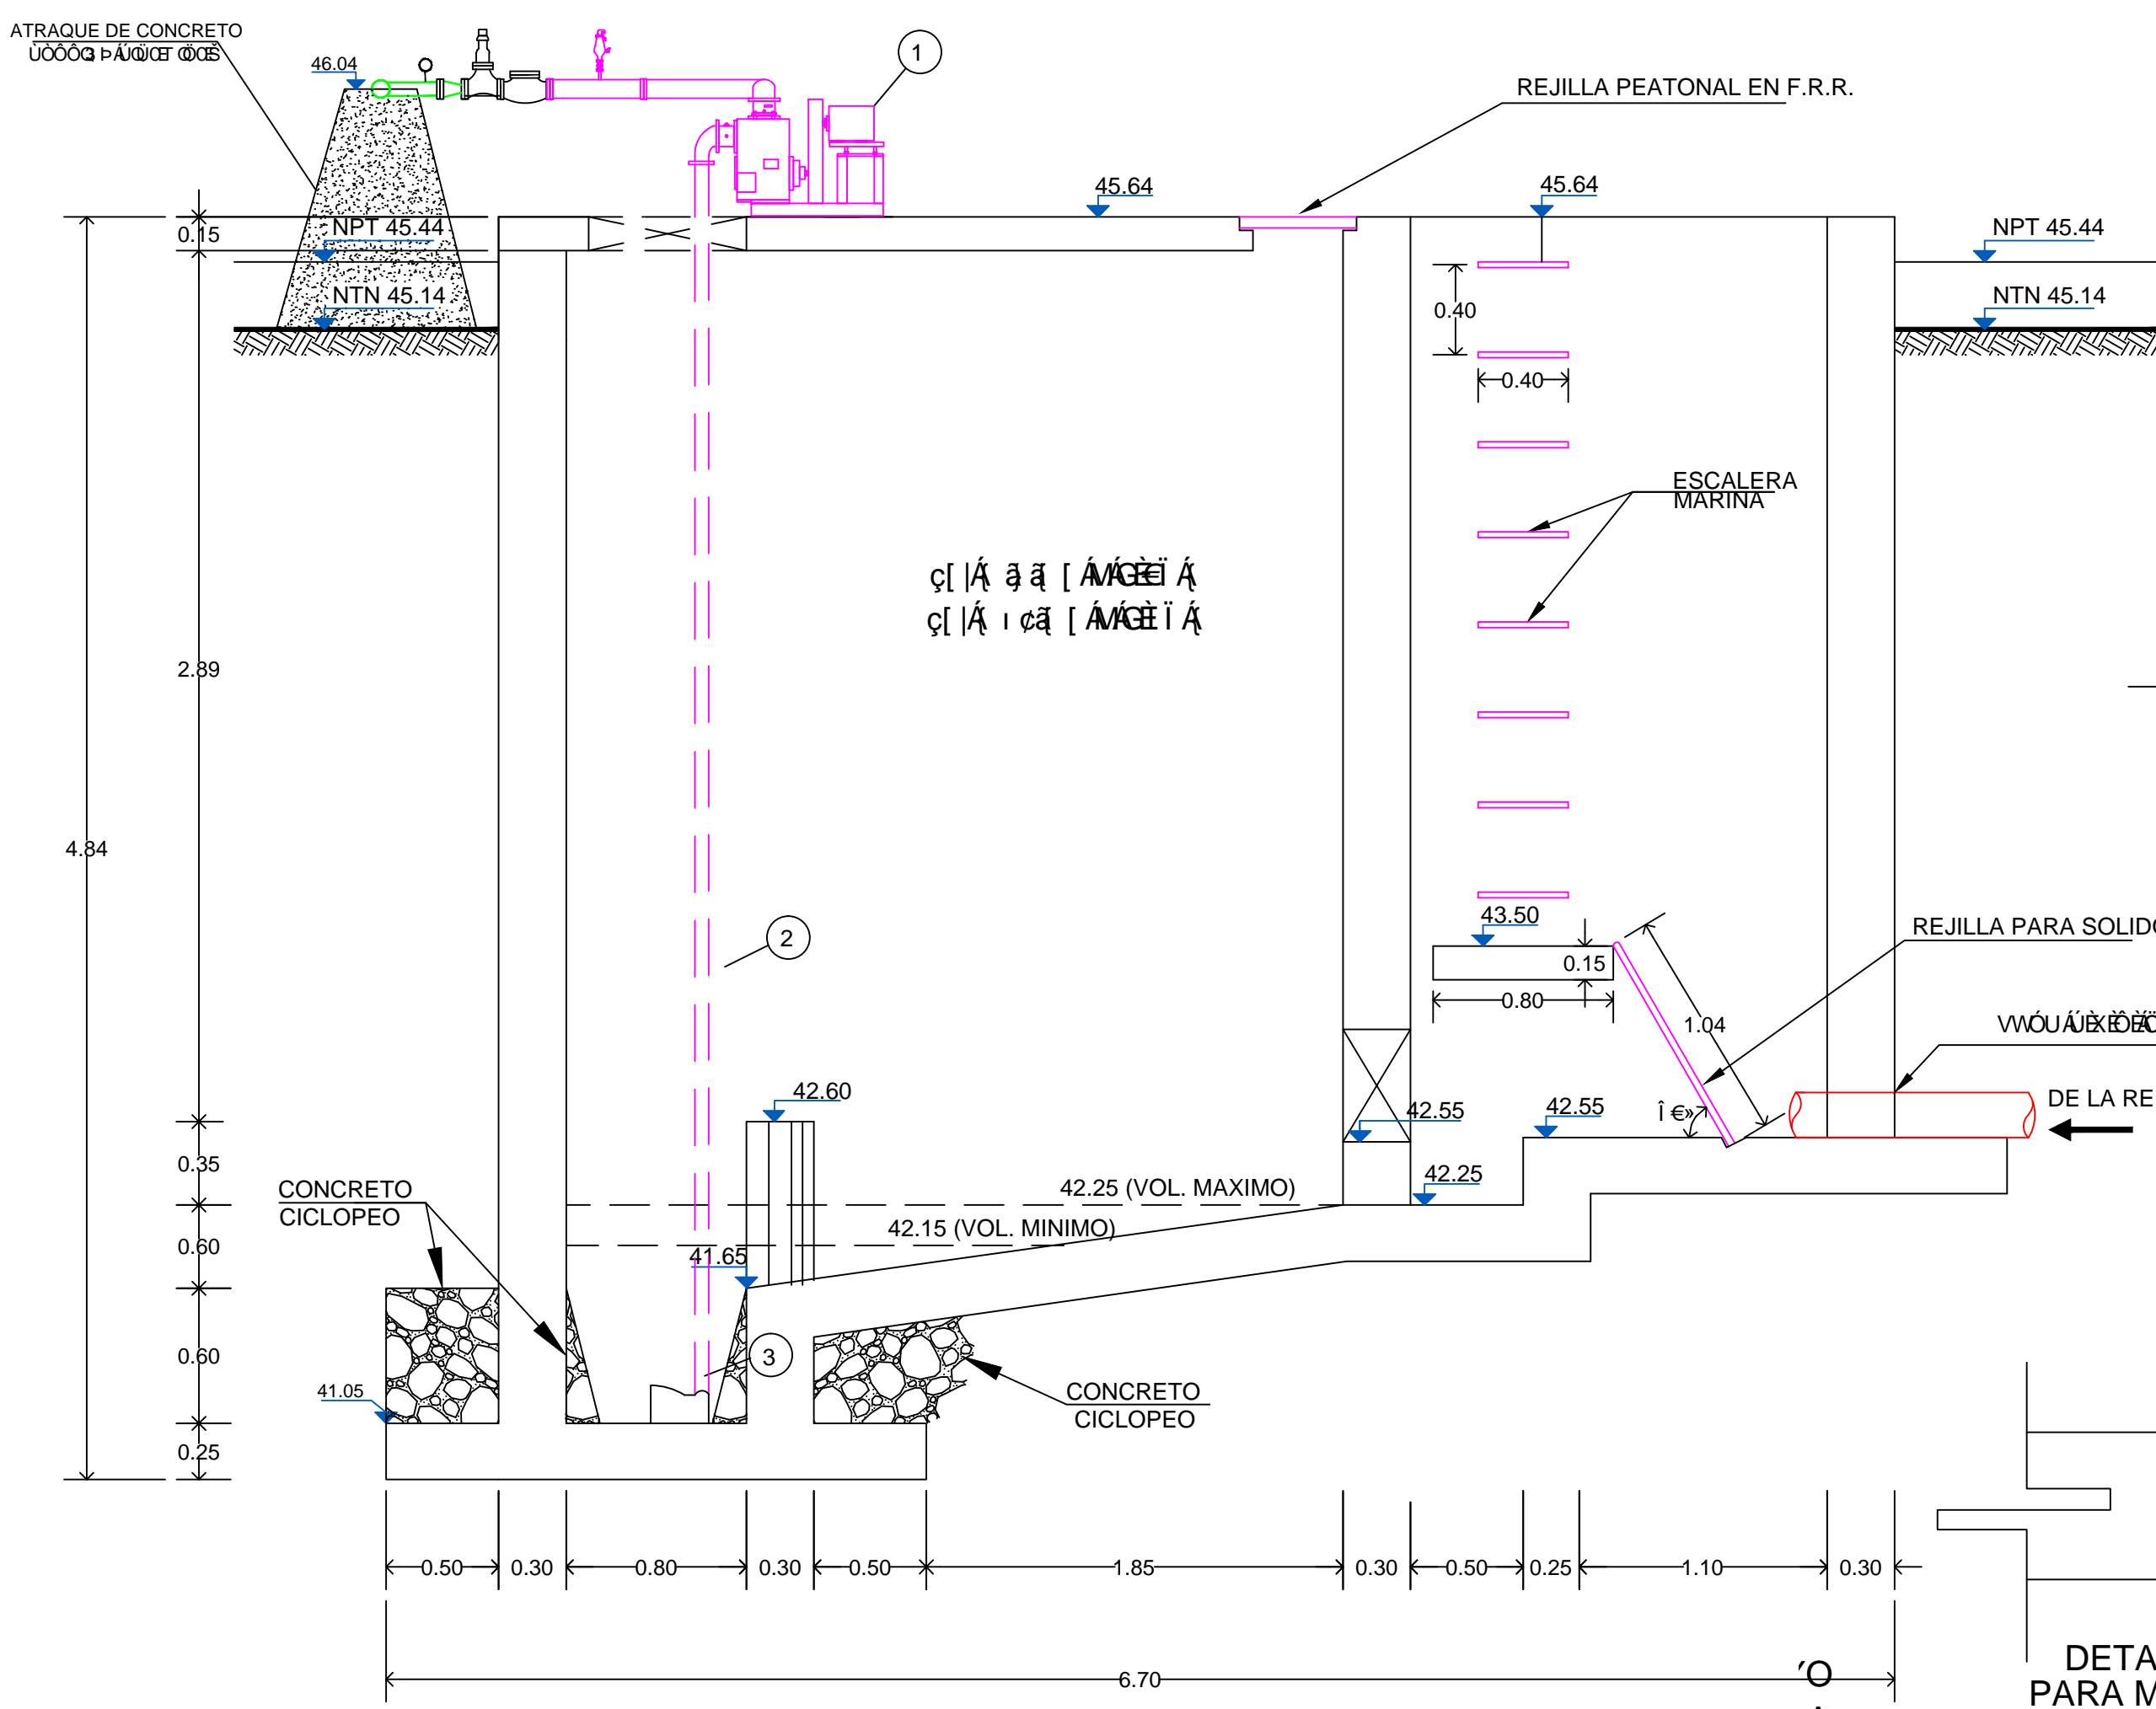 ATRAQUE DE CONCRETO
46.04
1
REJILLA PEATONAL EN F.R.R.
45.64
45.64
0.15
NPT 45.44
NPT 45.44
NTN 45.14
NTN 45.14
0.40
0.40
ESCALERA
MARINA
2.89
4.84
43.50
0.15
0.80
REJILLA PARA
2
1.04
DE LA
42.60
42.55
42.55
0.35
42.25
CONCRETO
CICLOPEO
42.25 (VOL. MAXIMO)
42.15 (VOL. MINIMO)
0.60
41.65
0.60
3
41.05
CONCRETO
CICLOPEO
0.25
0.50
0.30
0.80
0.30
0.50
1.85
0.30
0.50
0.25
1.10
0.30
6.70
PARA